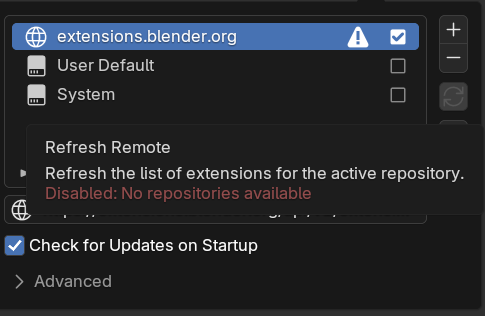 extensions.blender.org
User Default
System
Refresh Remote
Refresh the list of extensions for the active repository.
Disabled: No repositories available
Check for Updates on Startup
Advanced